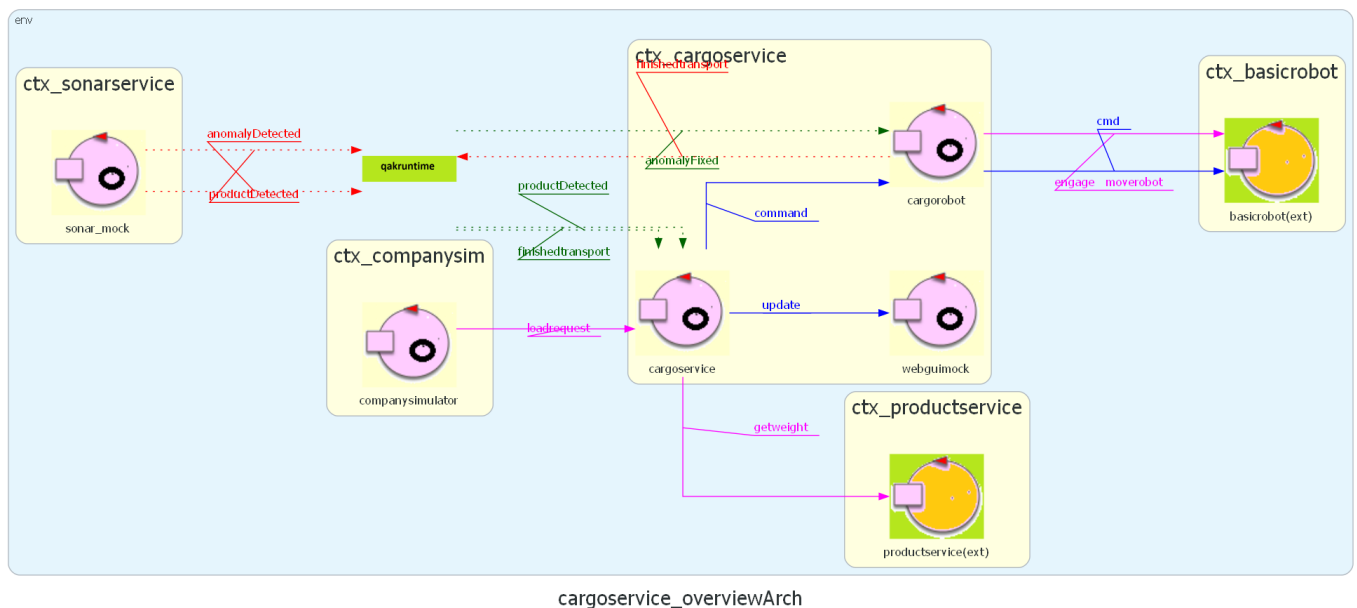 env
ctx_cargoservice
finishedtransport
ctx_basicrobot
ctx_sonarservice
anomalyDetected
cmd
qakruntime
anomalyFixed
engage moverobot
productDetected
productDetected
cargorobot
command
basicrobot(ext)
sonar_mock
finishedtransport
ctx_companysim
update
loadrequest
cargoservice
webguimock
companysimulator
ctx_productservice
getweight
productservice(ext)
cargoservice_overviewArch